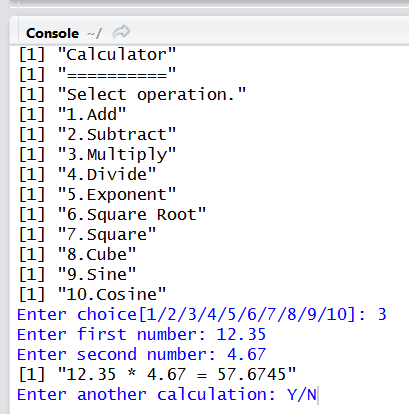 Console ~/
[1] "Calculator"
[1] "=========="
[1] "Select operation."
[1] "1.Add"
[1] "2.Subtract"
[1] "3.Multiply"
[1] "4.Divide"
[1] "5.Exponent"
[1] "6.Square Root"
[1] "7.Square"
[1] "8.Cube"
[1] "9.Sine"
[1] "10.Cosine"
Enter choice[1/2/3/4/5/6/7/8/9/10]: 3
Enter first number: 12.35
Enter second number: 4.67
[1] "12.35 * 4.67 = 57.6745"
Enter another calculation: Y/N